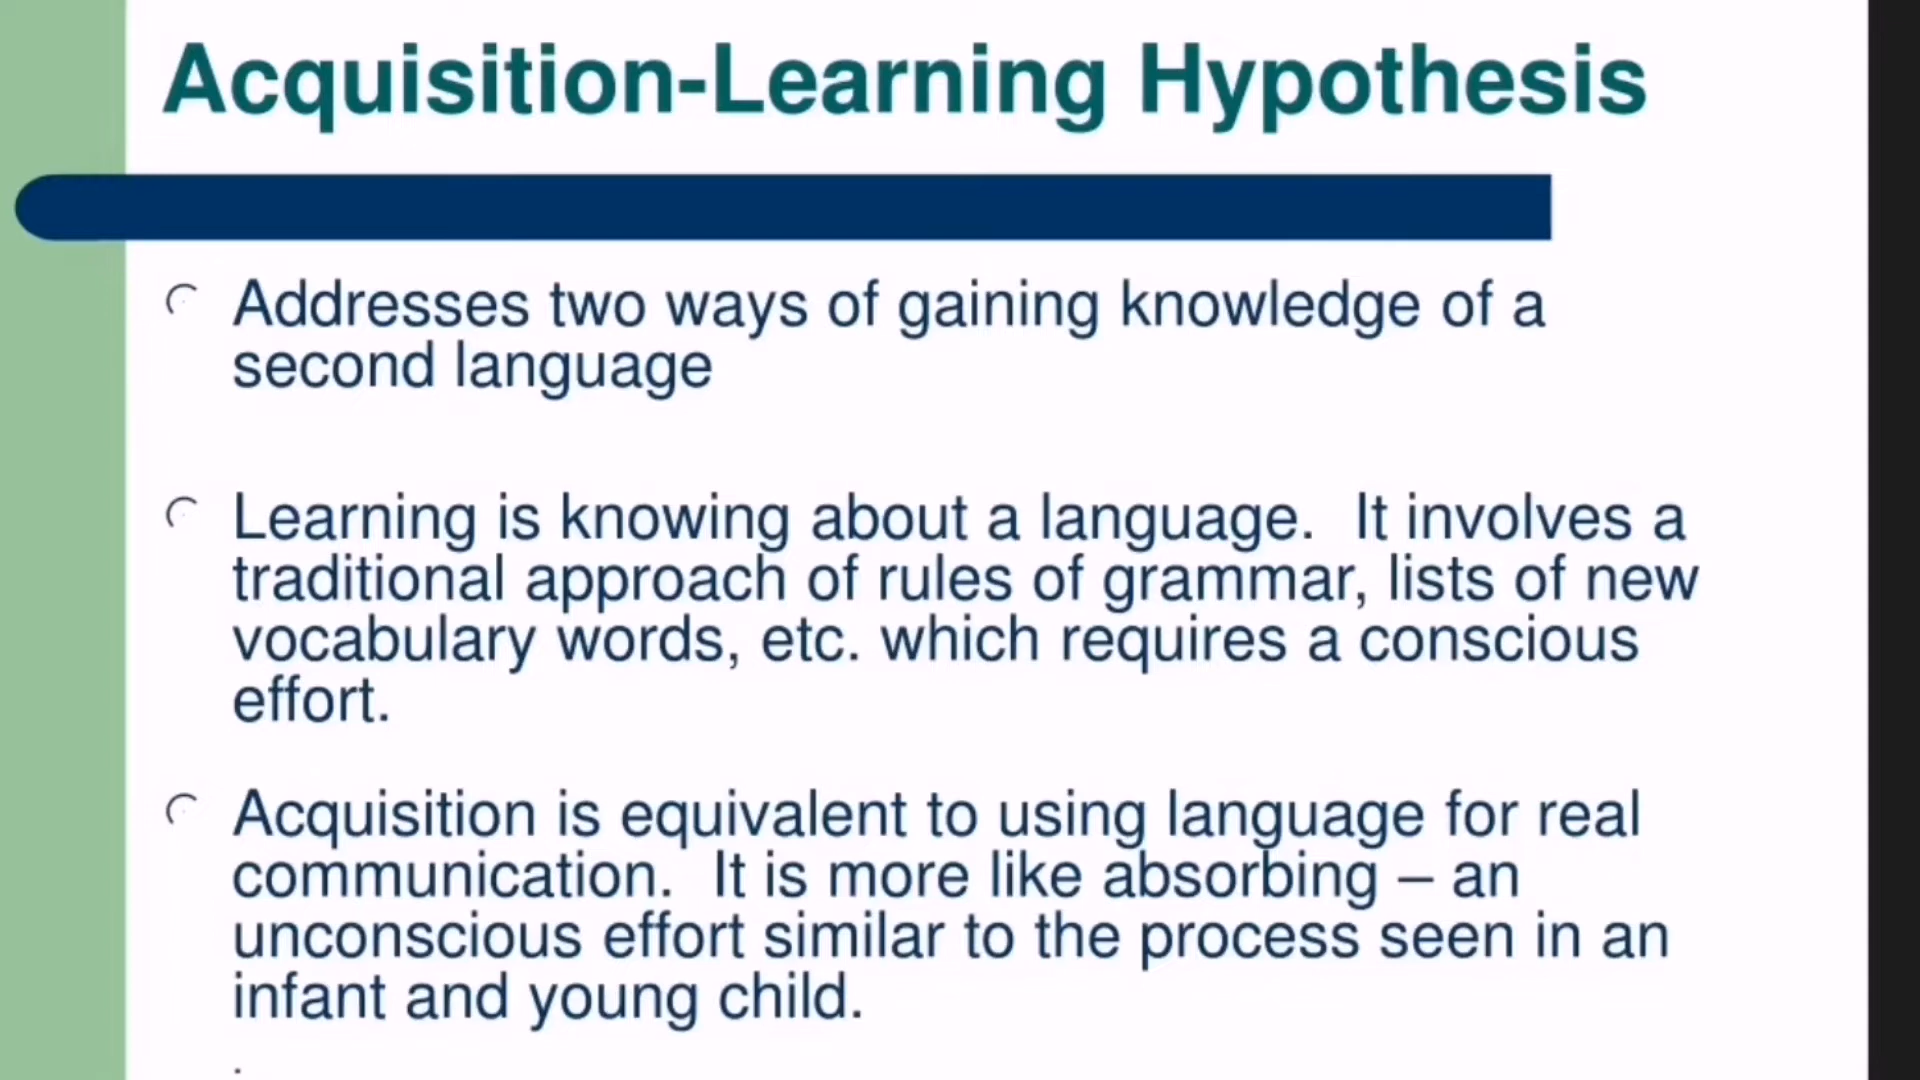 Acquisition-Learning Hypothesis
Addresses two ways of gaining knowledge of a
second language
Learning is knowing about a language.  It involves a
traditional approach of rules of grammar, lists of new
vocabulary words, etc. which requires a conscious
effort.
Acquisition is equivalent to using language for real
communication.  It is more like absorbing – an
unconscious effort similar to the process seen in an
infant and young child.
.